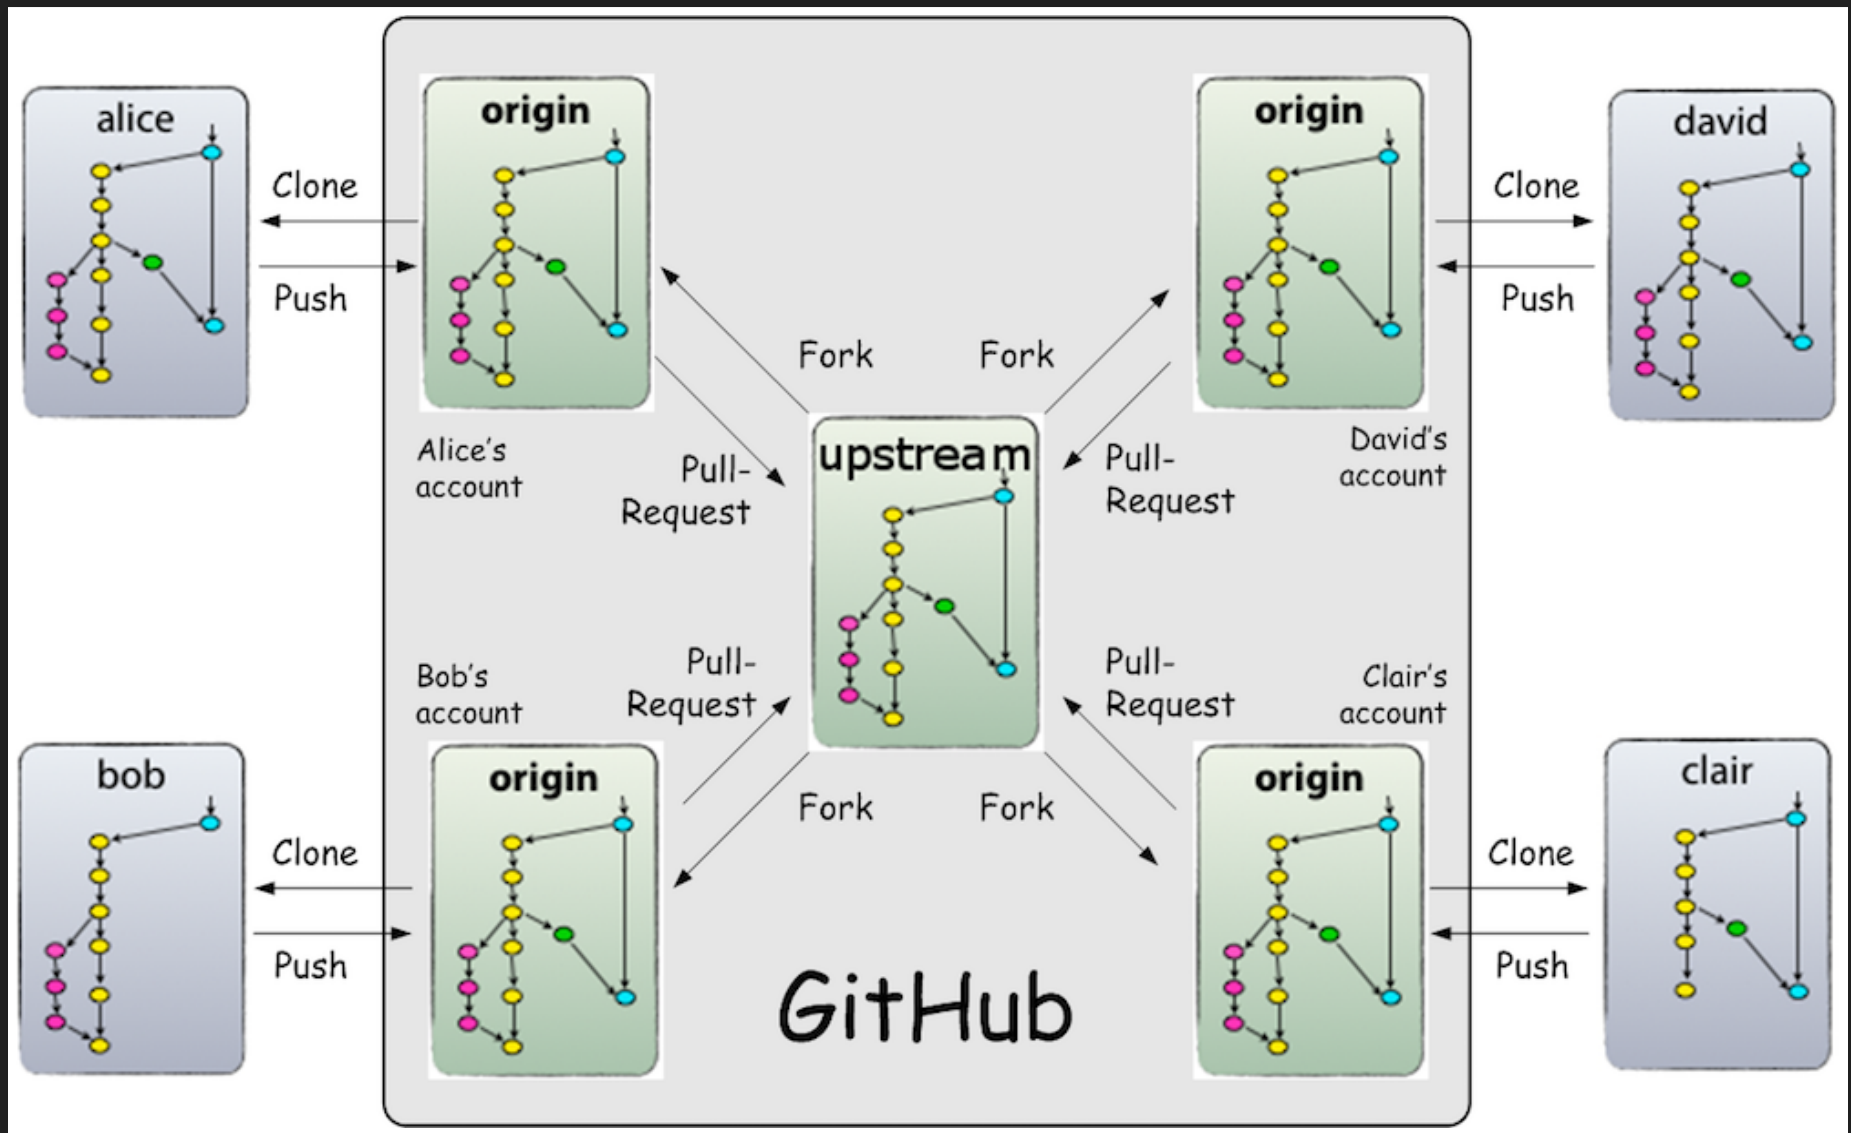 alice
origin
origin
david
Clone
Push
Clone
Push
Fork
Fork
Alice's
account
Pull-
Request
upstream
Pull-
Request
David's
account
Bob's
account
Pull-
Request
Pull-
Request
Clair's
account
bob
origin
Fork
Fork
origin
clair
Clone
Push
Clone
Push
GitHub